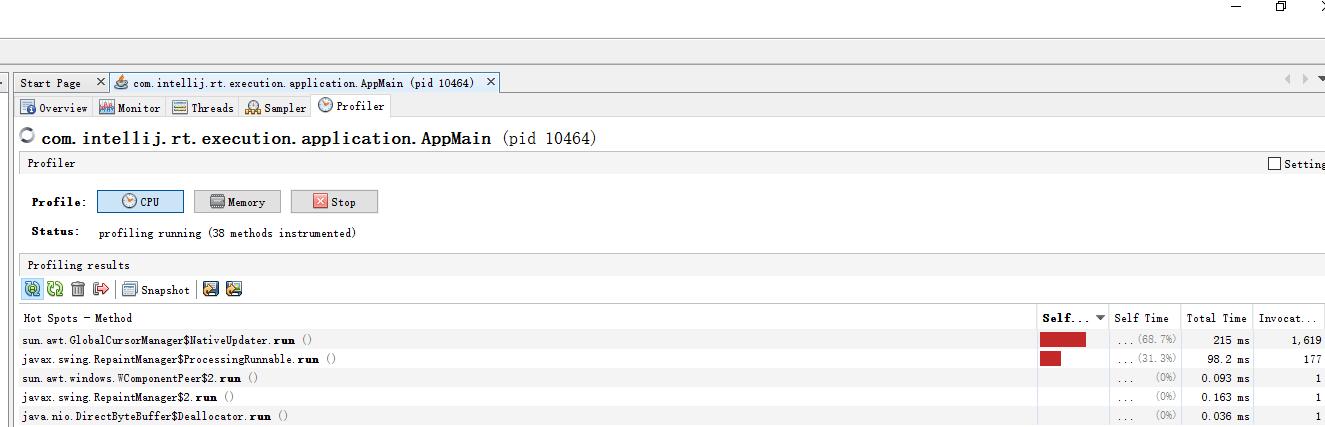 Start Page com.intellij.rt.execution.application.AppMain (pid 10464)
Overview Monitor Threads Sampler Profiler
com.intellij.rt.execution.application.AppMain (pid 10464)
Profiler Setting
Profile: CPU Memory Stop
Status: profiling running (38 methods instrumented)
Profiling results
Snapshot
Hot Spots - Method Self... Self Time Total Time Invocat...
sun.awt.GlobalCursorManager$NativeUpdater.run () ... (68.7%) 215 ms 1,619
javax.swing.RepaintManager$ProcessingRunnable.run () ... (31.3%) 98.2 ms 177
sun.awt.windows.WComponentPeer$2.run () ... (0%) 0.093 ms 1
javax.swing.RepaintManager$2.run () ... (0%) 0.163 ms 1
java.nio.DirectByteBuffer$Deallocator.run () ... (0%) 0.036 ms 1